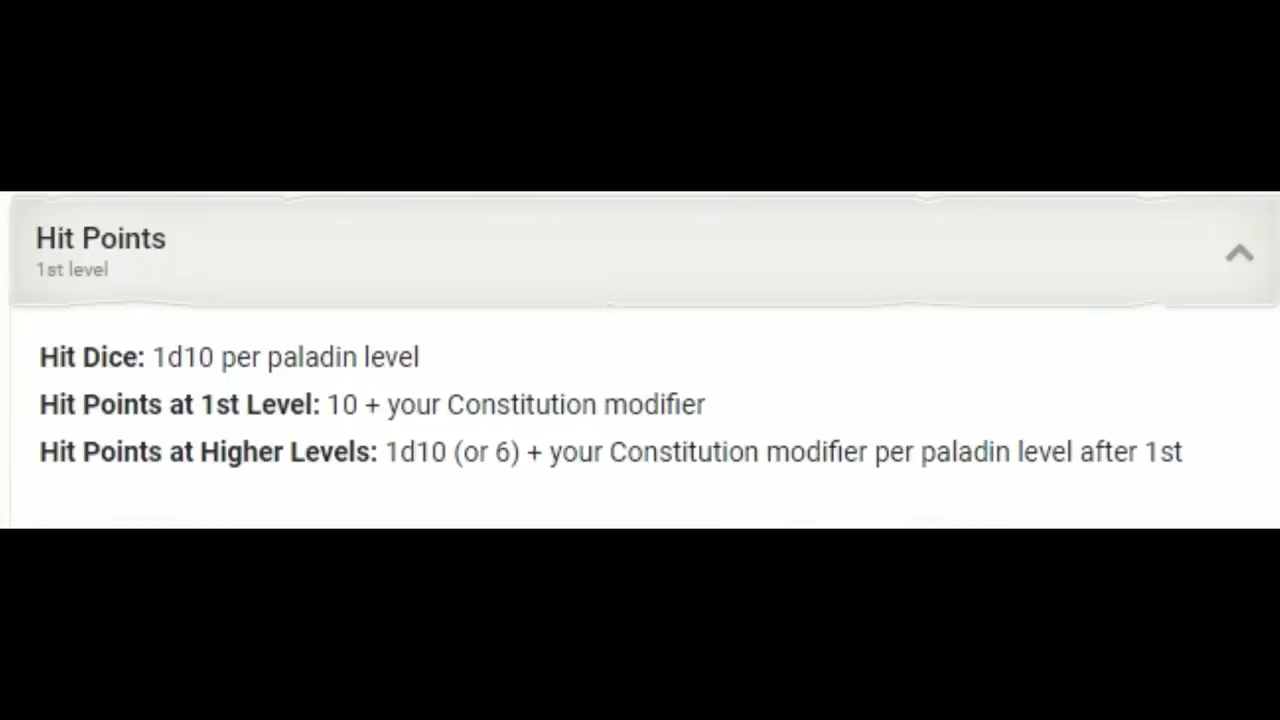 Hit Points
1st level
Hit Dice: 1d10 per paladin level
Hit Points at 1st Level: 10 + your Constitution modifier
Hit Points at Higher Levels: 1d10 (or 6) + your Constitution modifier per paladin level after 1st